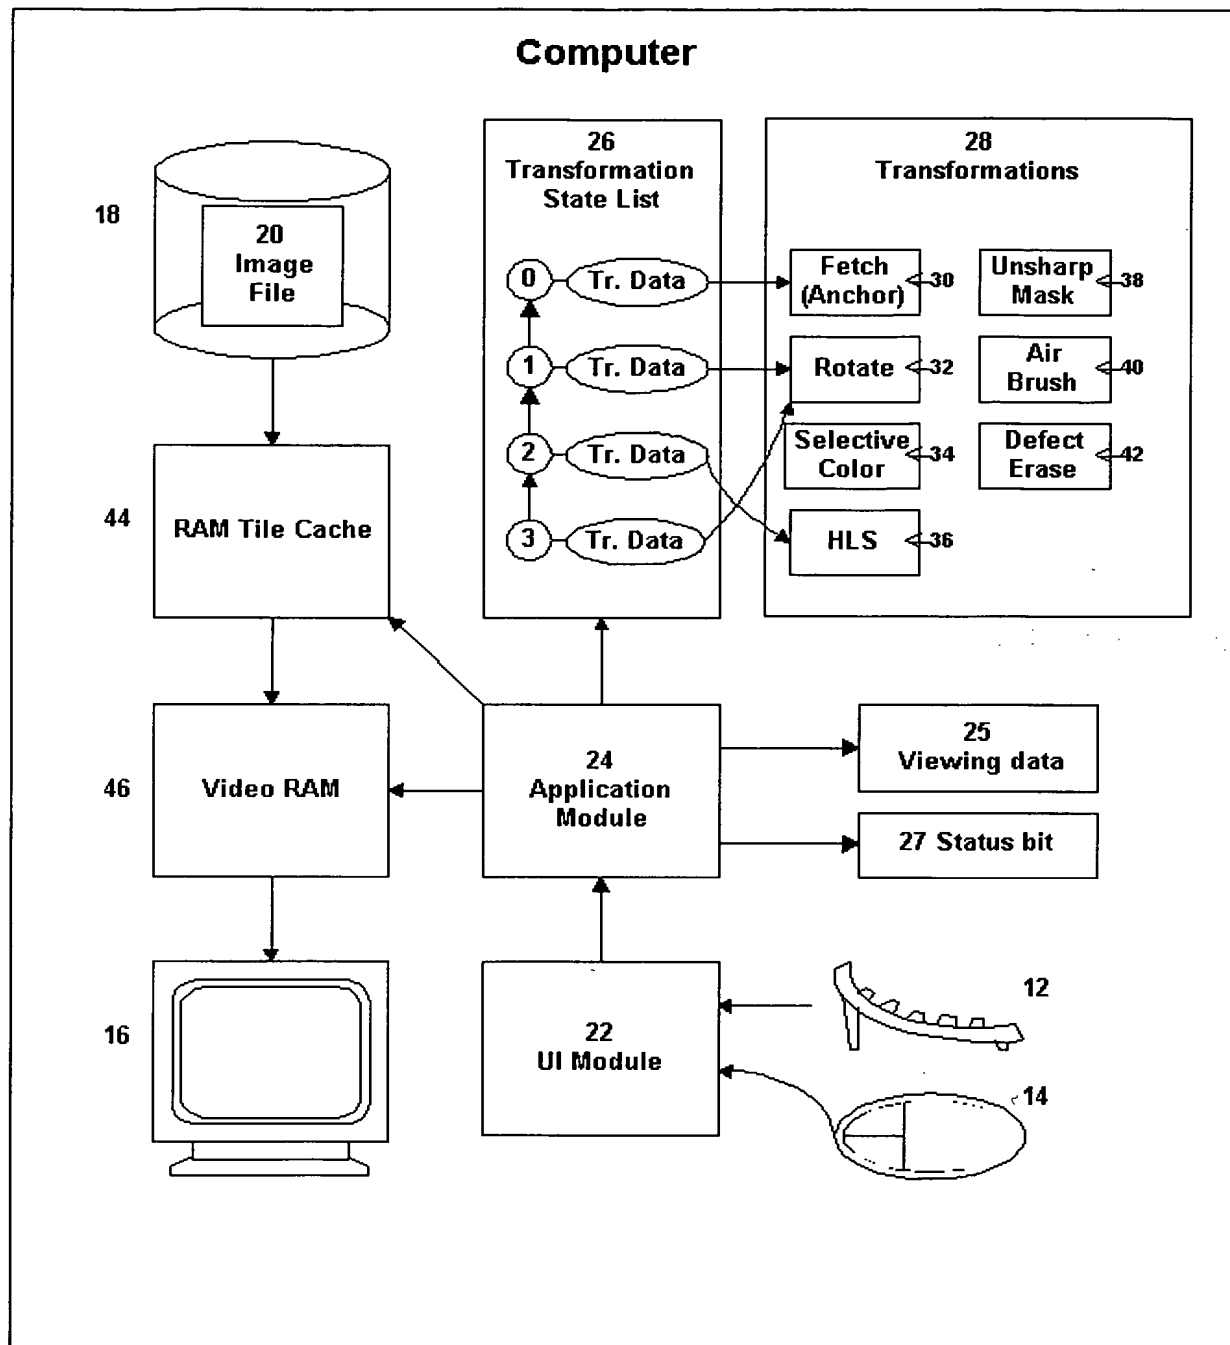 Computer
18
20
Image
File
26
Transformation
State List
0
Tr. Data
1
Tr. Data
2
Tr. Data
3
Tr. Data
28
Transformations
Fetch
(Anchor)
30
Unsharp
Mask
38
Rotate
32
Air
Brush
40
Selective
Color
34
Defect
Erase
42
HLS
36
44
RAM Tile Cache
46
Video RAM
24
Application
Module
25
Viewing data
27 Status bit
16
22
UI Module
12
14